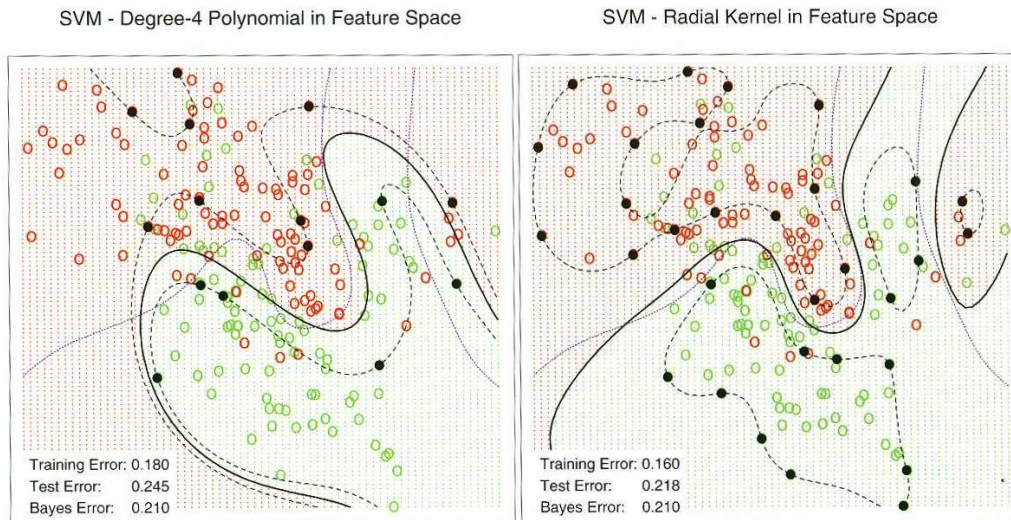 SVM - Degree-4 Polynomial in Feature Space
Training Error: 0.180
Test Error: 0.245
Bayes Error: 0.210
SVM - Radial Kernel in Feature Space
Training Error: 0.160
Test Error: 0.218
Bayes Error: 0.210